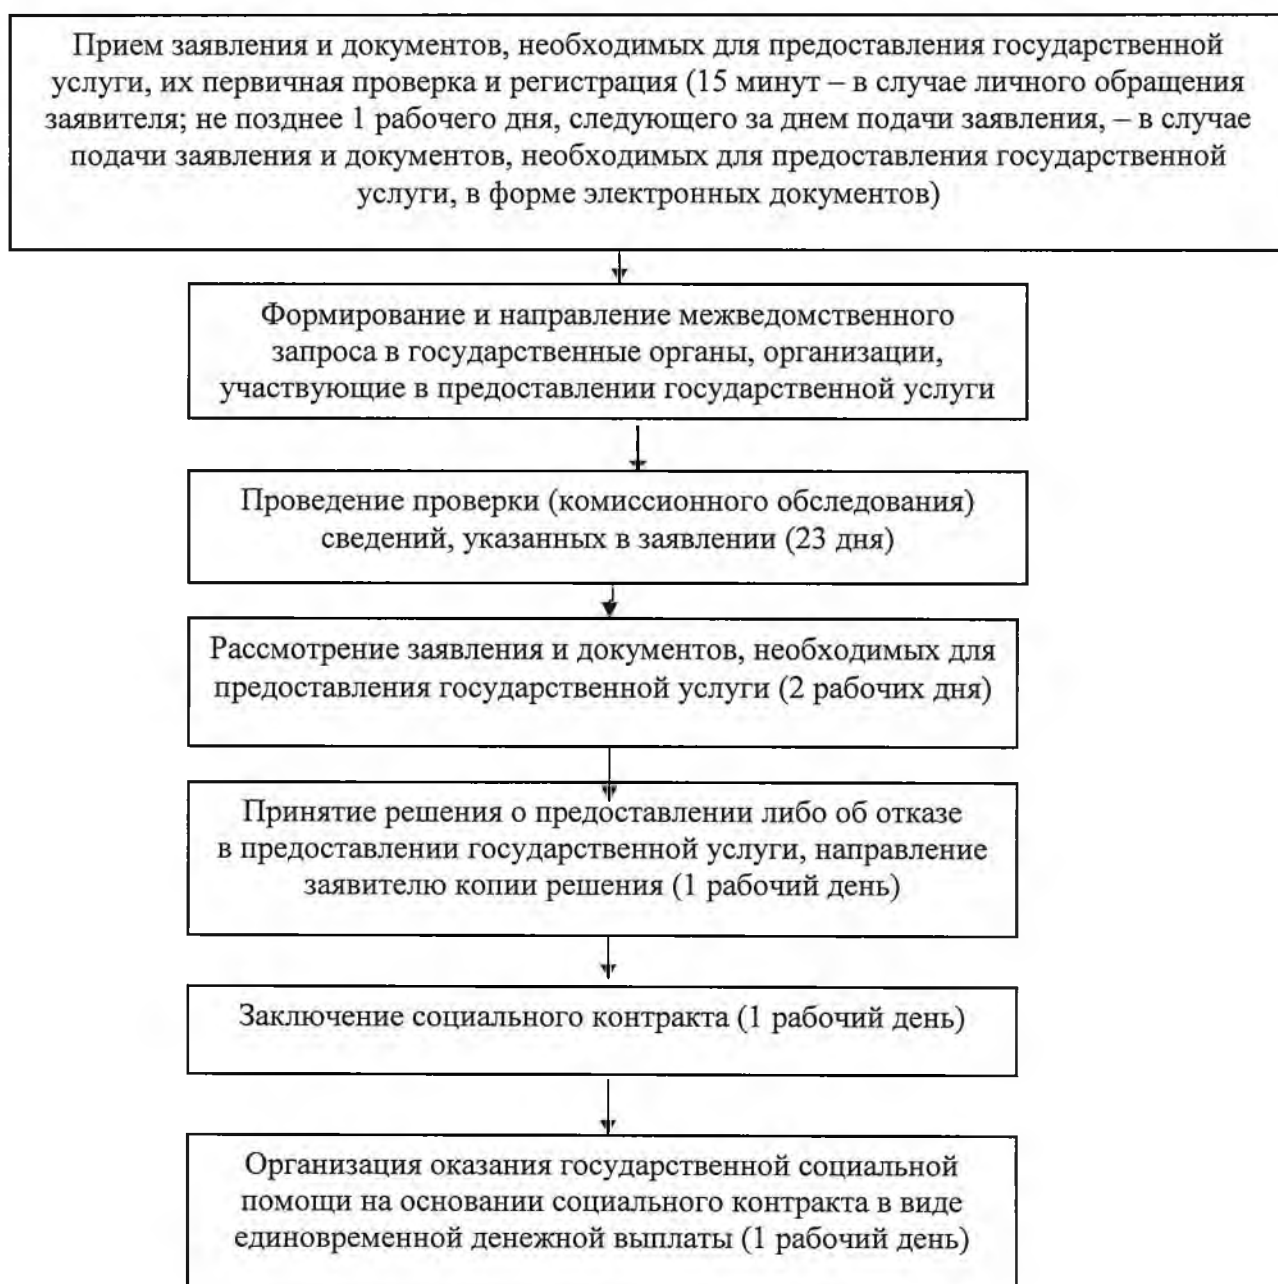 Прием заявления и документов, необходимых для предоставления государственной
услуги, их первичная проверка и регистрация (15 минут – в случае личного обращения
заявителя; не позднее 1 рабочего дня, следующего за днем подачи заявления, – в случае
подачи заявления и документов, необходимых для предоставления государственной
услуги, в форме электронных документов)
Формирование и направление межведомственного
запроса в государственные органы, организации,
участвующие в предоставлении государственной услуги
Проведение проверки (комиссионного обследования)
сведений, указанных в заявлении (23 дня)
Рассмотрение заявления и документов, необходимых для
предоставления государственной услуги (2 рабочих дня)
Принятие решения о предоставлении либо об отказе
в предоставлении государственной услуги, направление
заявителю копии решения (1 рабочий день)
Заключение социального контракта (1 рабочий день)
Организация оказания государственной социальной
помощи на основании социального контракта в виде
единовременной денежной выплаты (1 рабочий день)